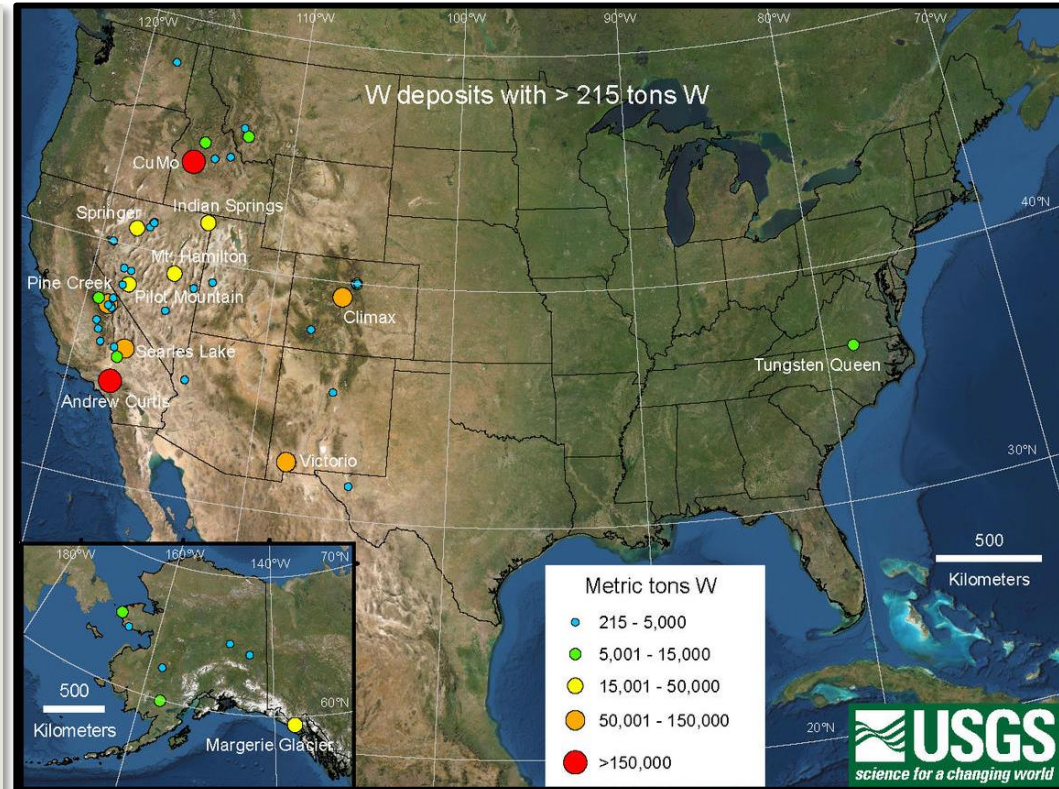 120°W
110°W
100°W
90°W
80°W
70°W
W deposits with > 215 tons W
CuMo
Indian Springs
Springer
40°N
Mt. Hamilton
Pine Creek
Pilot Mountain
Climax
Searles Lake
Tungsten Queen
Andrew Curtis
30°N
Victorio
180°W
160°W
140°W
70°N
500
Kilometers
60°N
Margerie Glacier
500
Kilometers
Metric tons W
215 - 5,000
5,001 - 15,000
15,001 - 50,000
50,001 - 150,000
>150,000
20°N
USGS
science for a changing world